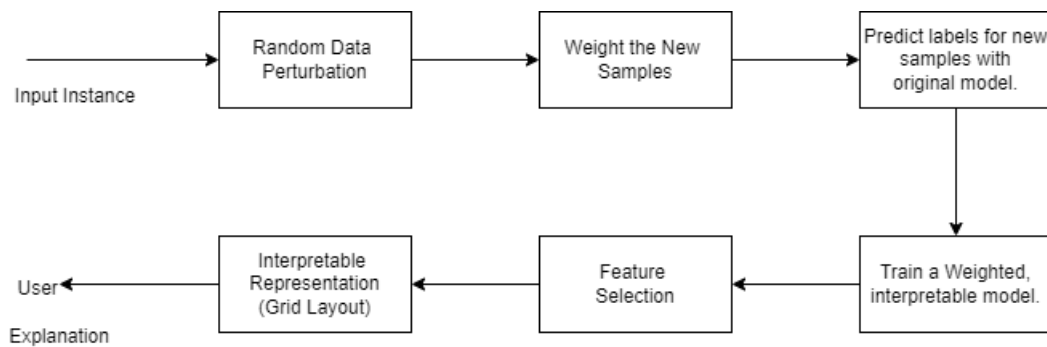 Random Data
Perturbation
Weight the New
Samples
Predict labels for new
samples with
original model.
Input Instance
Interpretable
Representation
(Grid Layout)
Feature
Selection
Train a Weighted,
interpretable model.
User
Explanation